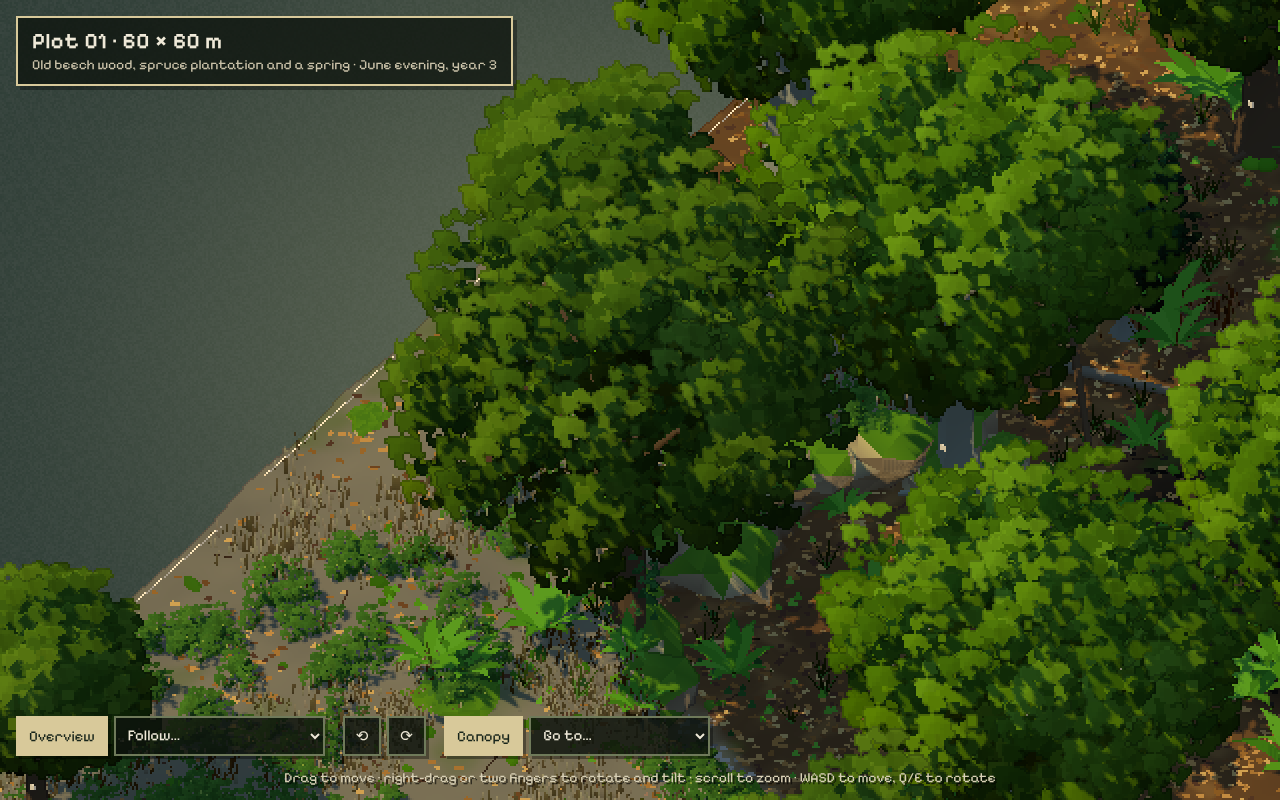 Plot 01 · 60 × 60 m
Old beech wood, spruce plantation and a spring · June evening, year 3
Overview
Follow...
⟲
⟳
Canopy
Go to...
Drag to move · right-drag or two fingers to rotate and tilt · scroll to zoom · WASD to move, Q/E to rotate